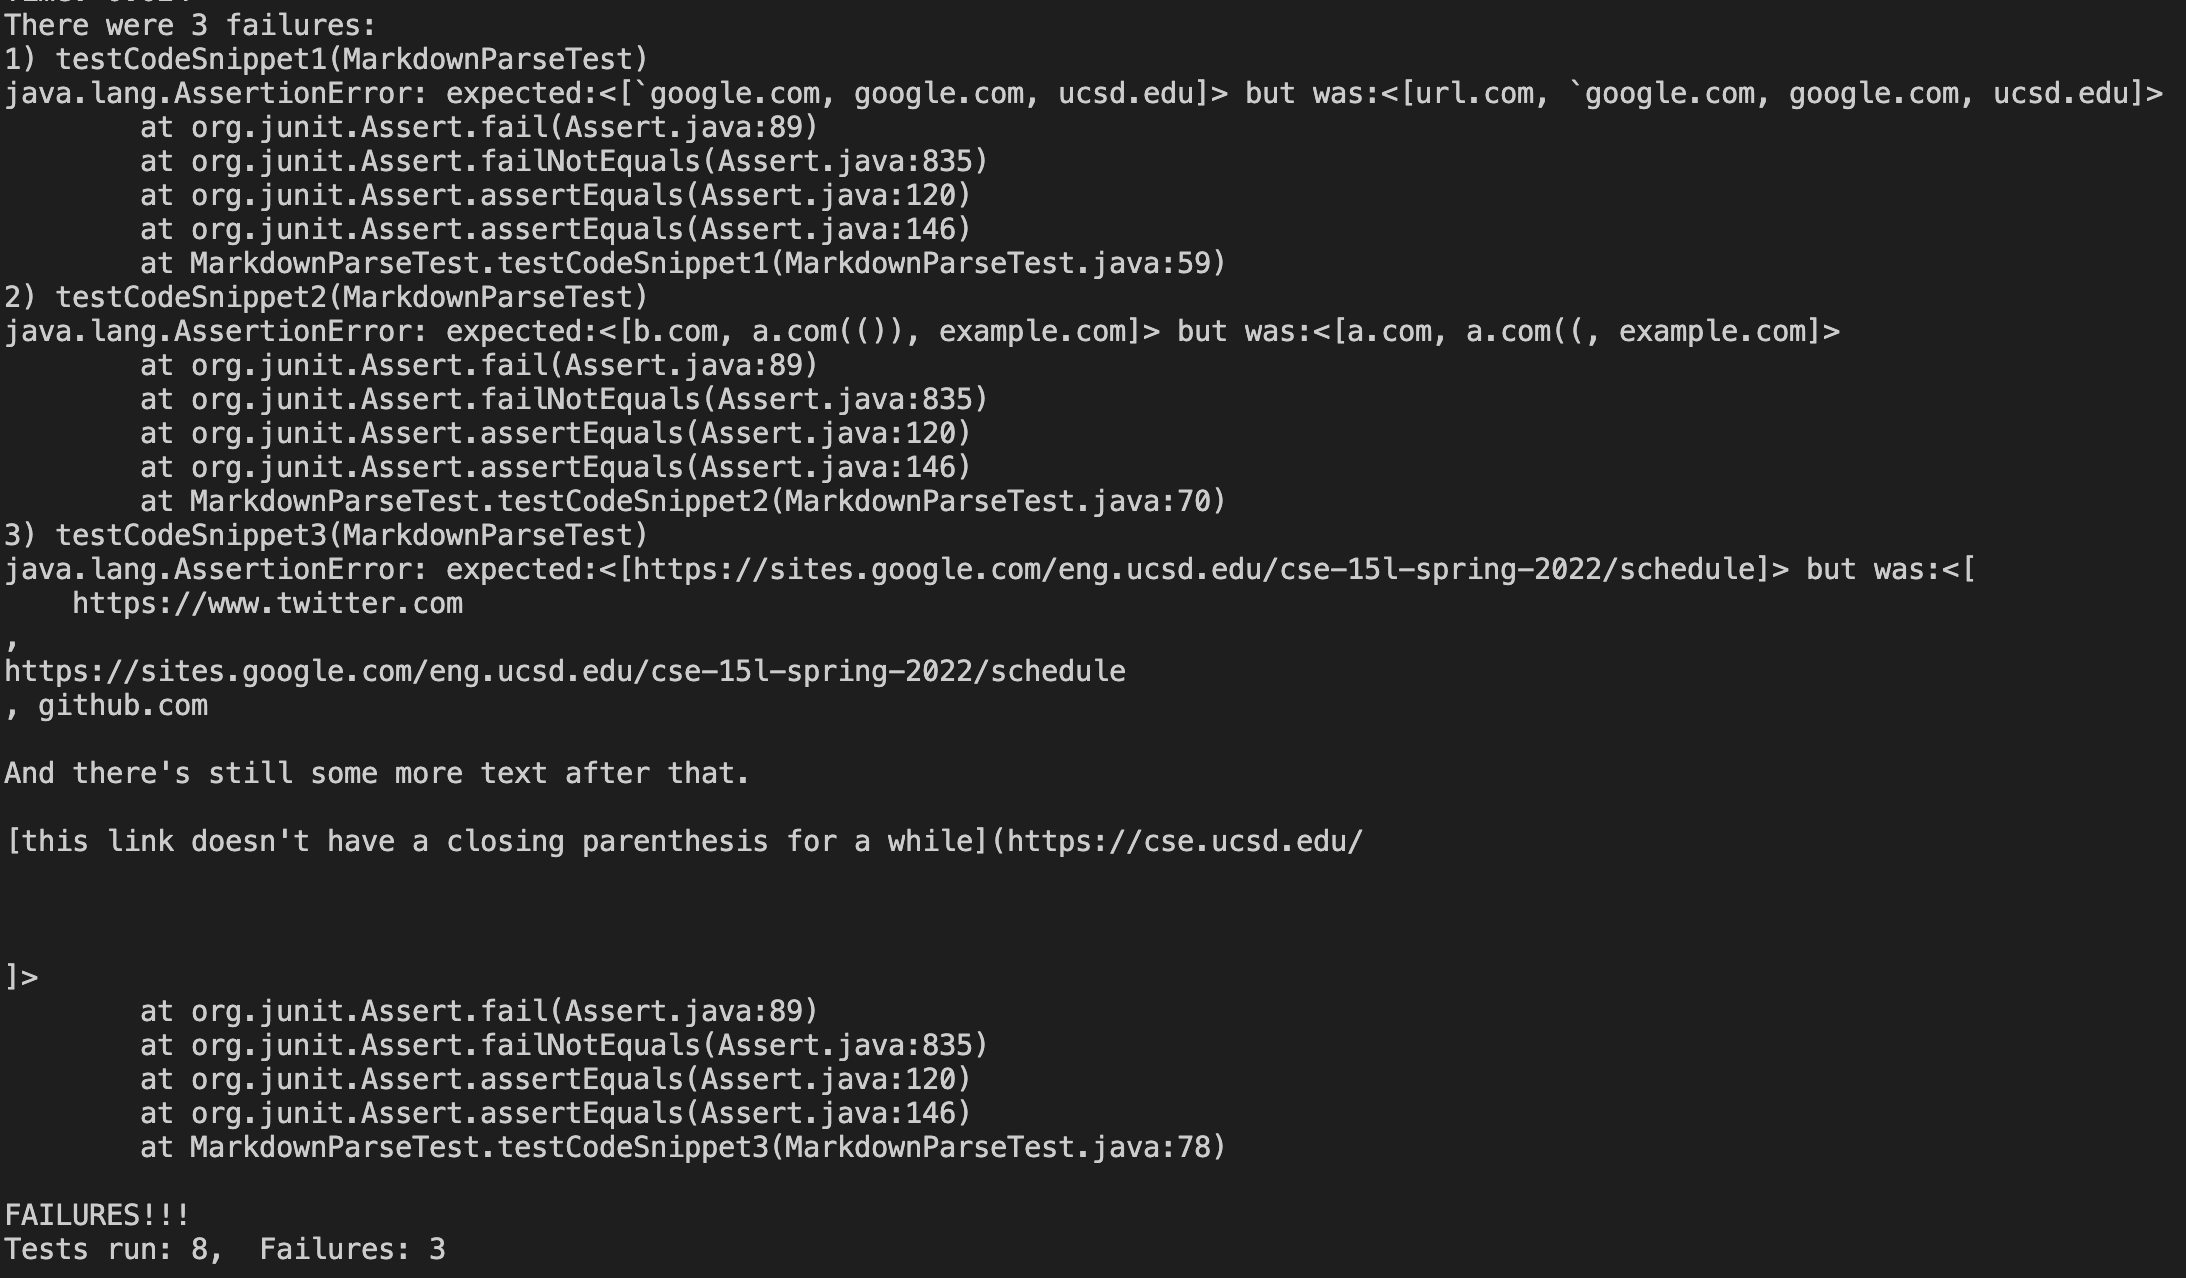 There were 3 failures:
1) testCodeSnippet1(MarkdownParseTest)
java.lang.AssertionError: expected:<[`google.com, google.com, ucsd.edu]> but was:<[url.com, `google.com, google.com, ucsd.edu]>
        at org.junit.Assert.fail(Assert.java:89)
        at org.junit.Assert.failNotEquals(Assert.java:835)
        at org.junit.Assert.assertEquals(Assert.java:120)
        at org.junit.Assert.assertEquals(Assert.java:146)
        at MarkdownParseTest.testCodeSnippet1(MarkdownParseTest.java:59)
2) testCodeSnippet2(MarkdownParseTest)
java.lang.AssertionError: expected:<[b.com, a.com(()), example.com]> but was:<[a.com, a.com((, example.com]>
        at org.junit.Assert.fail(Assert.java:89)
        at org.junit.Assert.failNotEquals(Assert.java:835)
        at org.junit.Assert.assertEquals(Assert.java:120)
        at org.junit.Assert.assertEquals(Assert.java:146)
        at MarkdownParseTest.testCodeSnippet2(MarkdownParseTest.java:70)
3) testCodeSnippet3(MarkdownParseTest)
java.lang.AssertionError: expected:<[https://sites.google.com/eng.ucsd.edu/cse-15l-spring-2022/schedule]> but was:<[
    https://www.twitter.com
,
https://sites.google.com/eng.ucsd.edu/cse-15l-spring-2022/schedule
, github.com

And there's still some more text after that.

[this link doesn't have a closing parenthesis for a while](https://cse.ucsd.edu/



]>
        at org.junit.Assert.fail(Assert.java:89)
        at org.junit.Assert.failNotEquals(Assert.java:835)
        at org.junit.Assert.assertEquals(Assert.java:120)
        at org.junit.Assert.assertEquals(Assert.java:146)
        at MarkdownParseTest.testCodeSnippet3(MarkdownParseTest.java:78)

FAILURES!!!
Tests run: 8,  Failures: 3